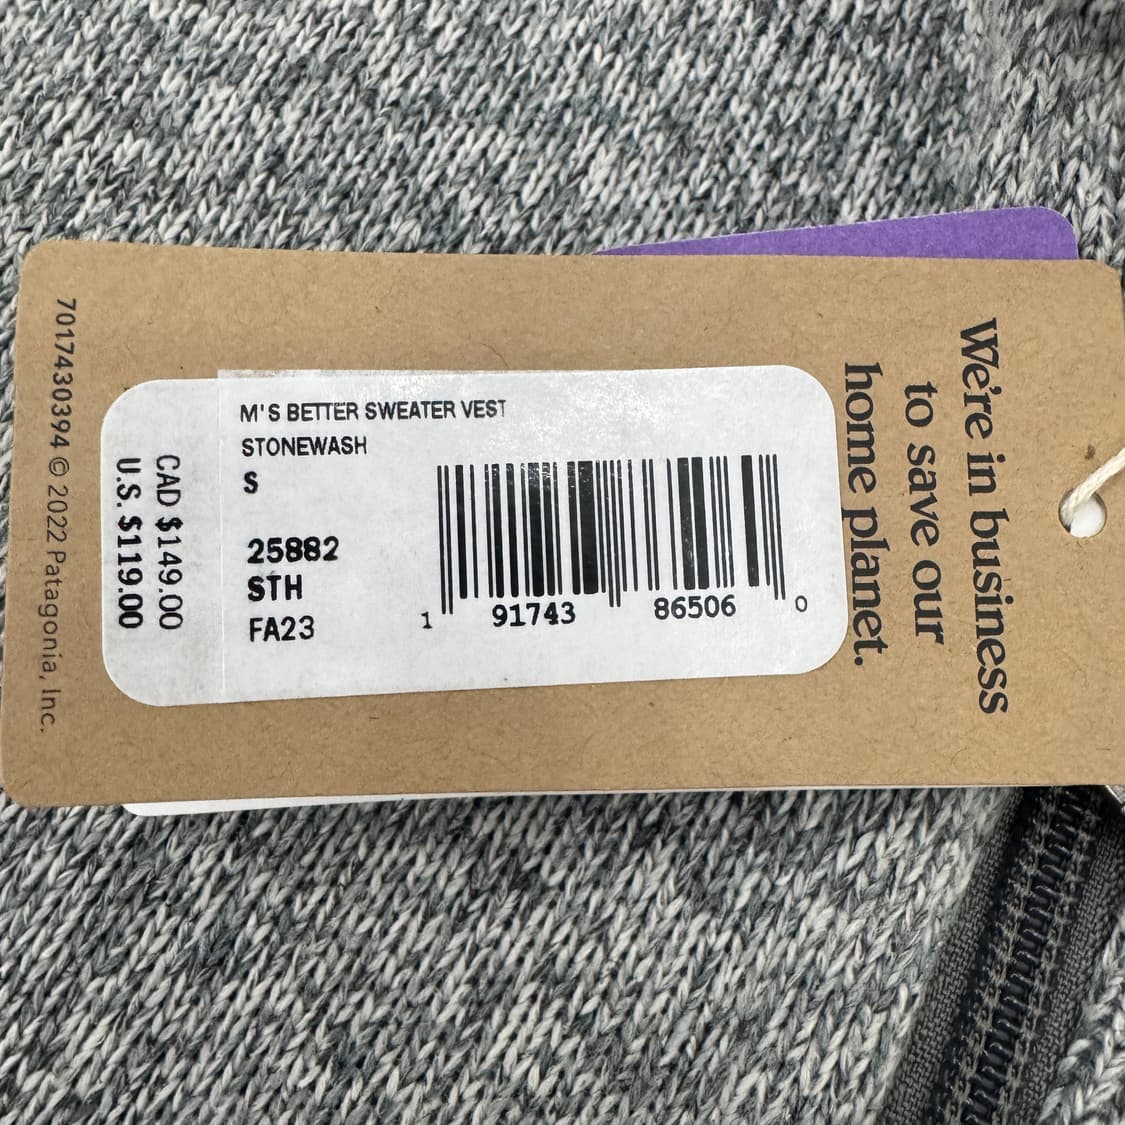 M'S BETTER SWEATER VEST
STONEWASH
S
25882
STH
FA23
1 91743 86506 0
CAD $149.00
U.S. $119.00
We're in business
to save our
home planet.
7017430394 © 2022 Patagonia, Inc.